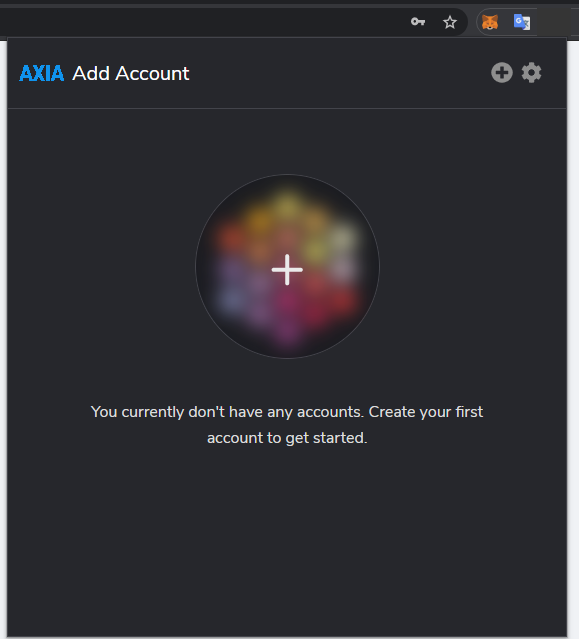 AXIA Add Account
You currently don't have any accounts. Create your first
account to get started.